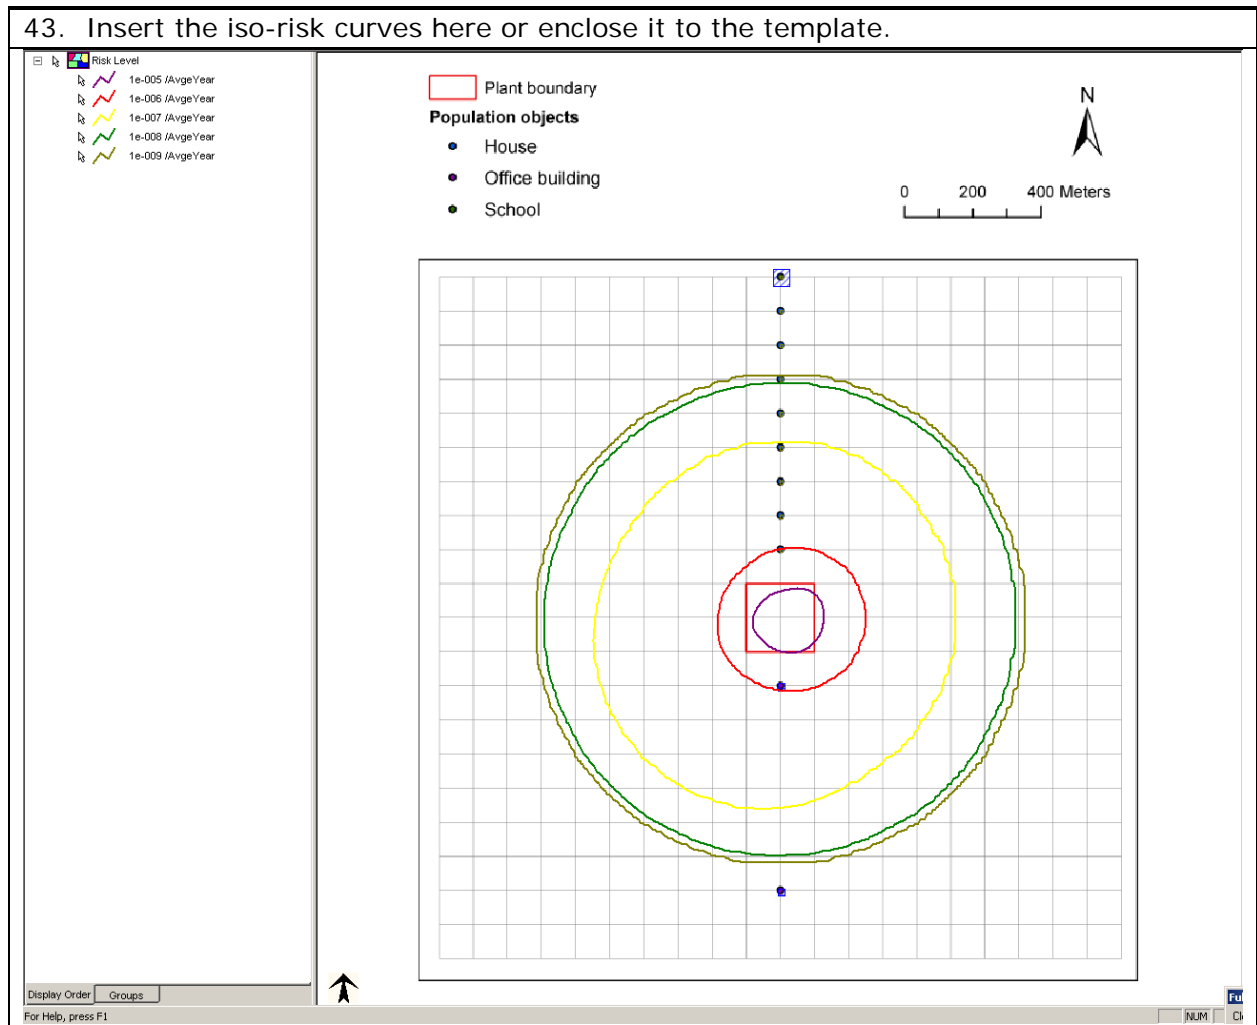 43. Insert the iso-risk curves here or enclose it to the template.
Risk Level
1e-005 /AvgeYear
1e-006 /AvgeYear
1e-007 /AvgeYear
1e-008 /AvgeYear
1e-009 /AvgeYear
Plant boundary
Population objects
House
Office building
School
N
0 200 400 Meters
Display Order Groups
For Help, press F1
NUM